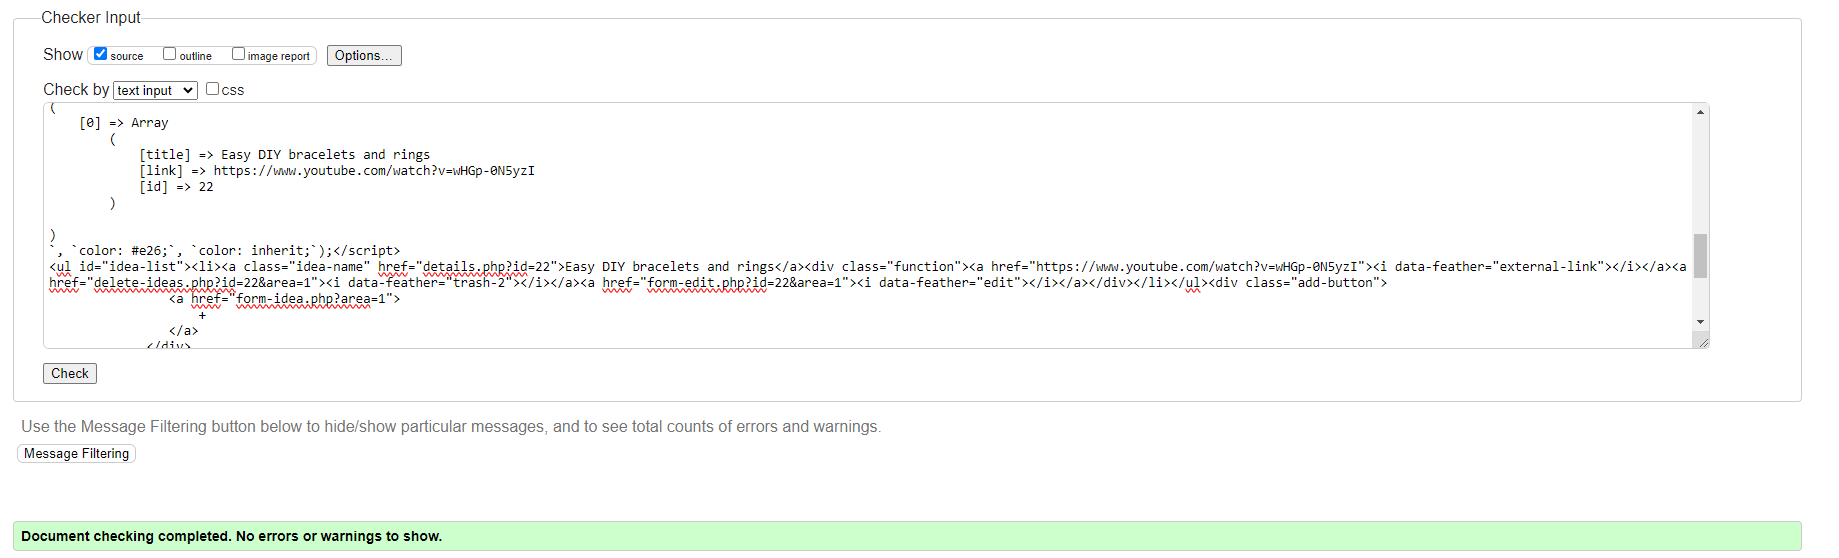 Checker Input
Show source outline image report Options...
Check by text input css
(
[0] => Array
(
[title] => Easy DIY bracelets and rings
[link] => https://www.youtube.com/watch?v=wHGp-0N5yzI
[id] => 22
)
)
`, `color: #e26;`, `color: inherit;`);</script>
<ul id="idea-list"><li><a class="idea-name" href="details.php?id=22">Easy DIY bracelets and rings</a><div class="function"><a href="https://www.youtube.com/watch?v=wHGp-0N5yzI"><i data-feather="external-link"></i></a><a
href="delete-ideas.php?id=22&area=1"><i data-feather="trash-2"></i></a><a href="form-edit.php?id=22&area=1"><i data-feather="edit"></i></a></div></li></ul><div class="add-button">
<a href="form-idea.php?area=1">
+
</a>
</div>
Check
Use the Message Filtering button below to hide/show particular messages, and to see total counts of errors and warnings.
Message Filtering
Document checking completed. No errors or warnings to show.